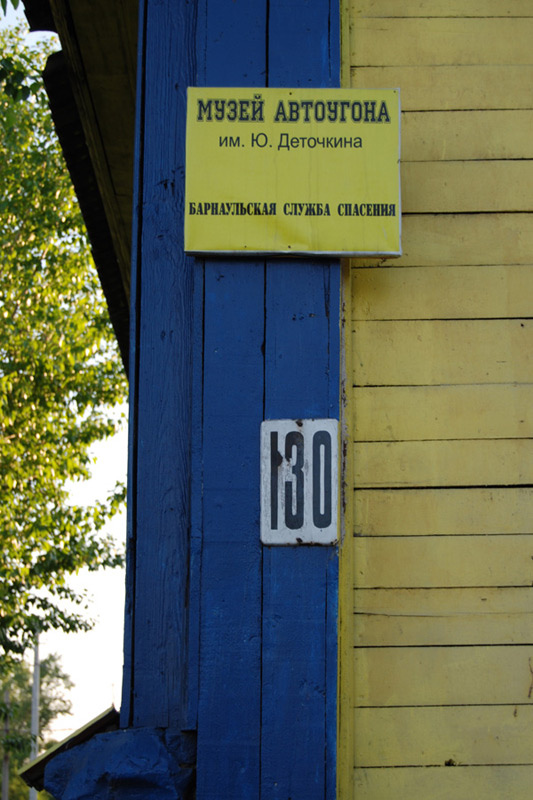 МУЗЕЙ АВТОУГОНА
им. Ю. Деточкина
БАРНАУЛЬСКАЯ СЛУЖБА СПАСЕНИЯ
130